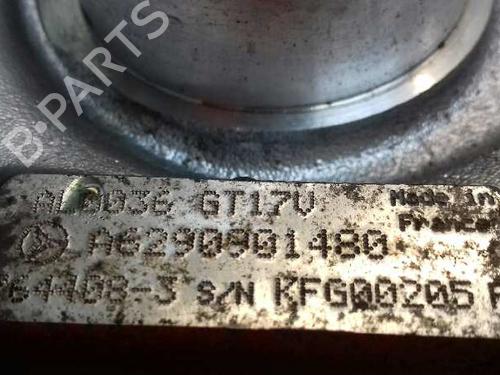 B-PARTS
GT17V Made in
A6290901480 France
S/N KFG00205